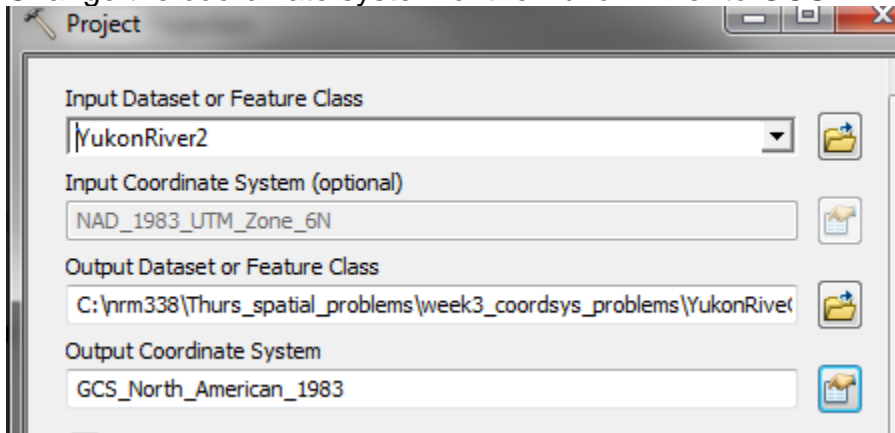 Project
Input Dataset or Feature Class
YukonRiver2
Input Coordinate System (optional)
NAD_1983_UTM_Zone_6N
Output Dataset or Feature Class
C:\nrm338\Thurs_spatial_problems\week3_coordsys_problems\YukonRive
Output Coordinate System
GCS_North_American_1983